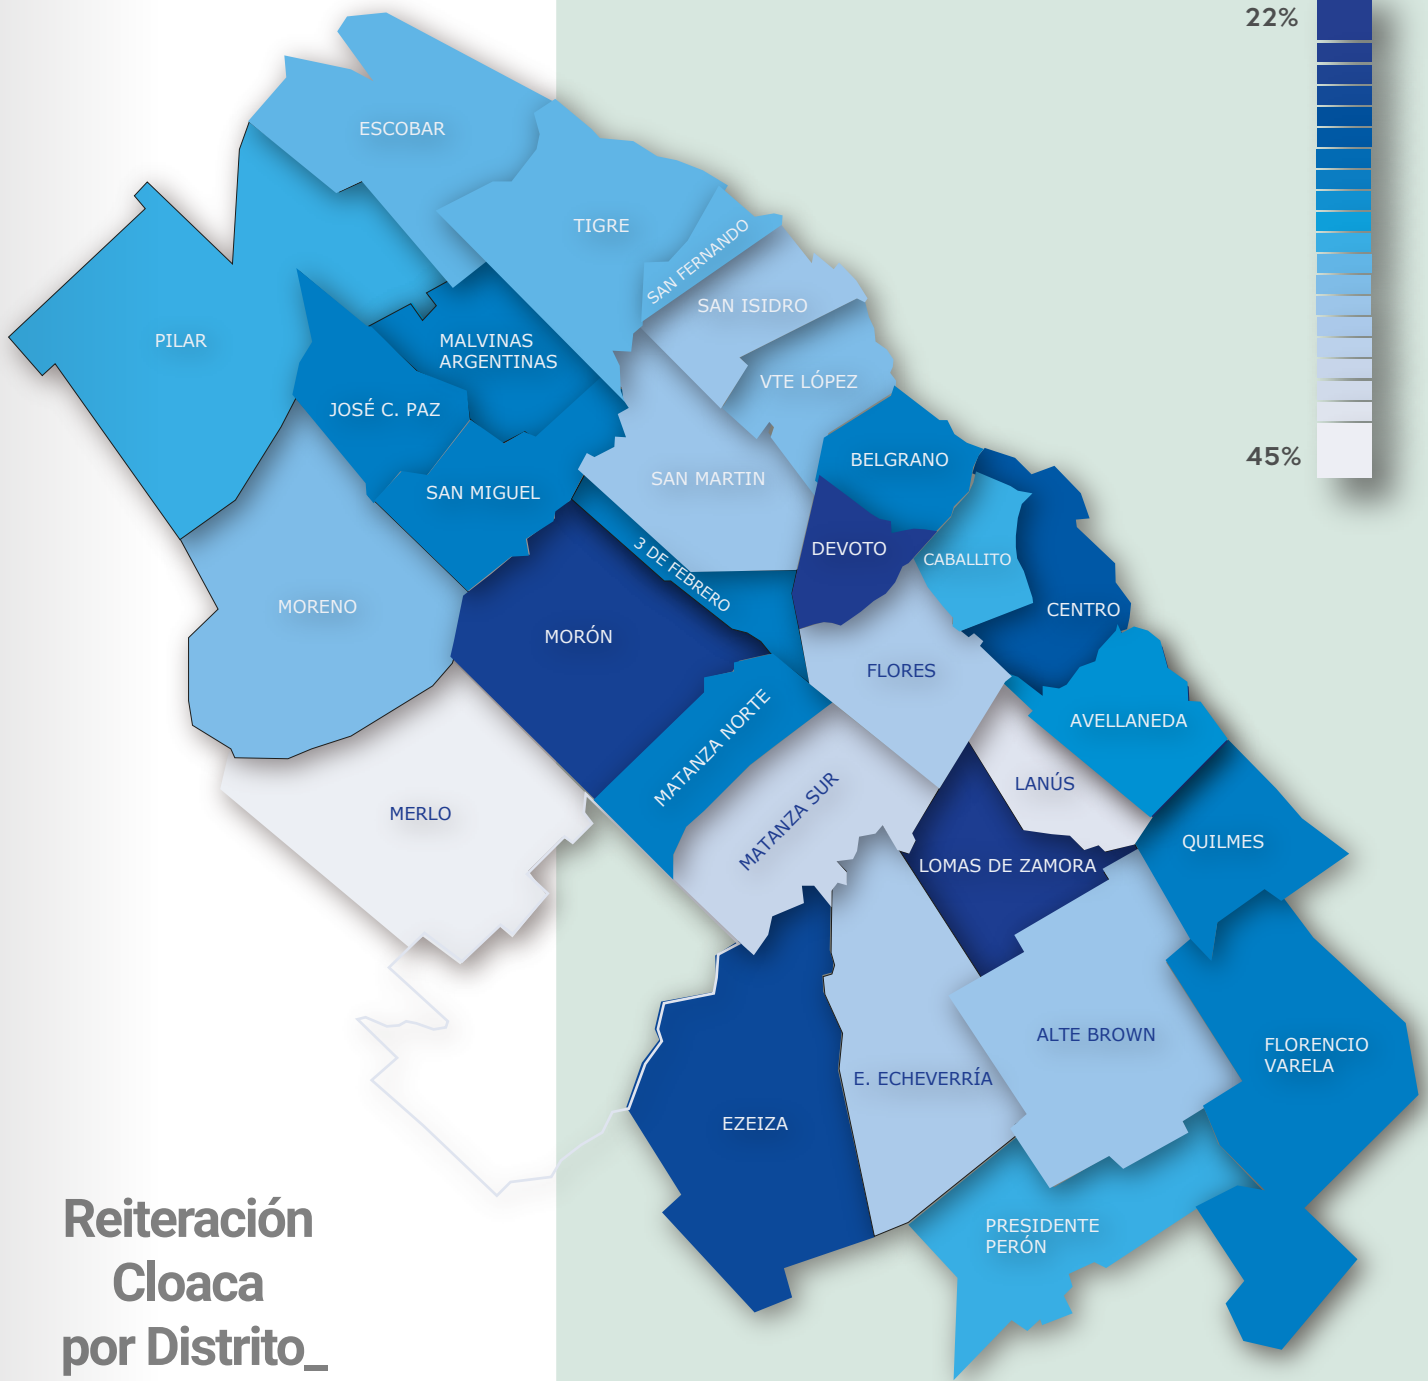 22%
ESCOBAR
TIGRE
SAN FERNANDO
SAN ISIDRO
PILAR
MALVINAS
ARGENTINAS
VTE LÓPEZ
JOSÉ C. PAZ
BELGRANO
45%
SAN MARTIN
SAN MIGUEL
DEVOTO
CABALLITO
3 DE FEBRERO
MORENO
CENTRO
MORÓN
FLORES
AVELLANEDA
MATANZA NORTE
LANÚS
MERLO
MATANZA SUR
QUILMES
LOMAS DE ZAMORA
ALTE BROWN
FLORENCIO
VARELA
E. ECHEVERRÍA
EZEIZA
PRESIDENTE
PERÓN
Reiteración
Cloaca
por Distrito_